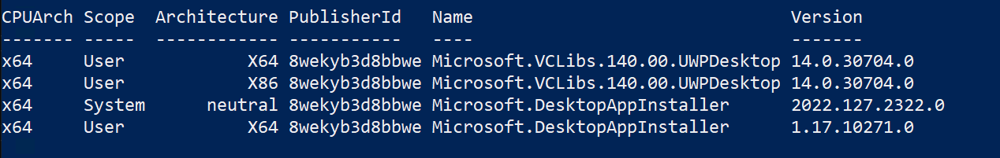 CPUArch Scope  Architecture PublisherId   Name                               Version
------- -----  ------------ -----------   ----                               -------
x64     User            X64 8wekyb3d8bbwe Microsoft.VCLibs.140.00.UWPDesktop 14.0.30704.0
x64     User            X86 8wekyb3d8bbwe Microsoft.VCLibs.140.00.UWPDesktop 14.0.30704.0
x64     System      neutral 8wekyb3d8bbwe Microsoft.DesktopAppInstaller      2022.127.2322.0
x64     User            X64 8wekyb3d8bbwe Microsoft.DesktopAppInstaller      1.17.10271.0